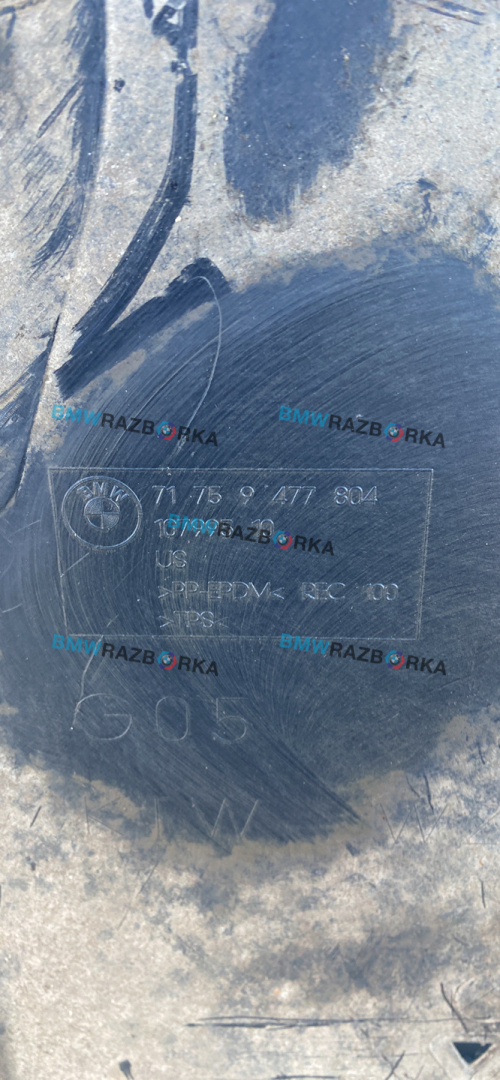 BMWRAZBORKA BMWRAZBORKA
BMW
71 75 9 477 804
BMWRAZBORKA
US
>PP-EPDM< REC 100
>TPS<
BMWRAZBORKA BMWRAZBORKA
G05